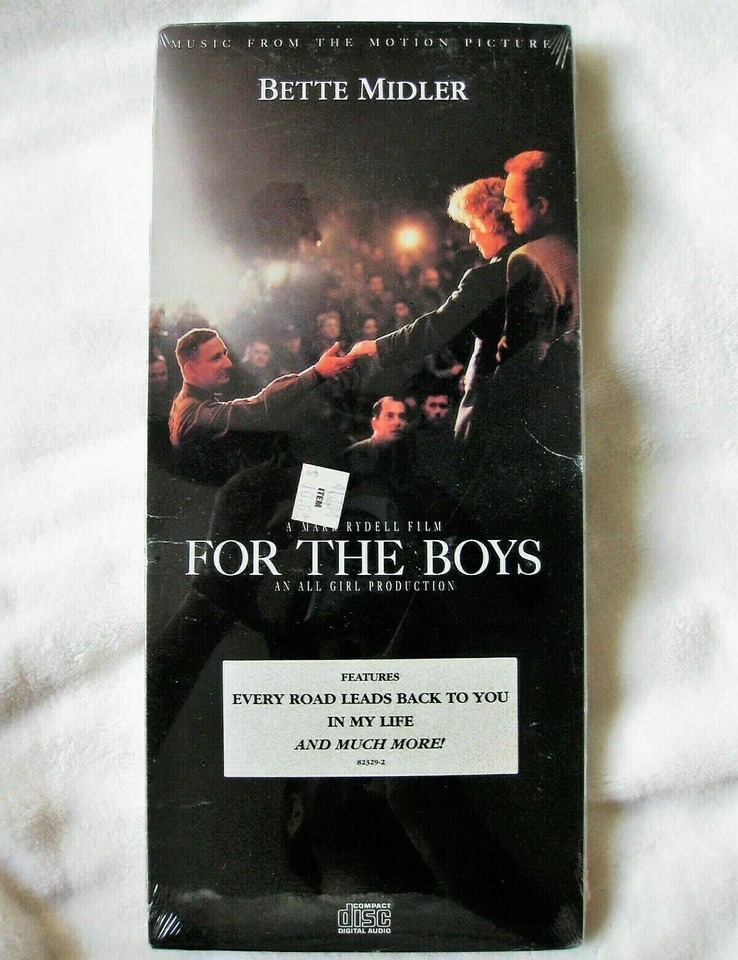 MUSIC FROM THE MOTION PICTURE
BETTE MIDLER
ITEM
A MARK RYDELL FILM
FOR THE BOYS
AN ALL GIRL PRODUCTION
FEATURES
EVERY ROAD LEADS BACK TO YOU
IN MY LIFE
AND MUCH MORE!
82329-2
COMPACT
disc
DIGITAL AUDIO